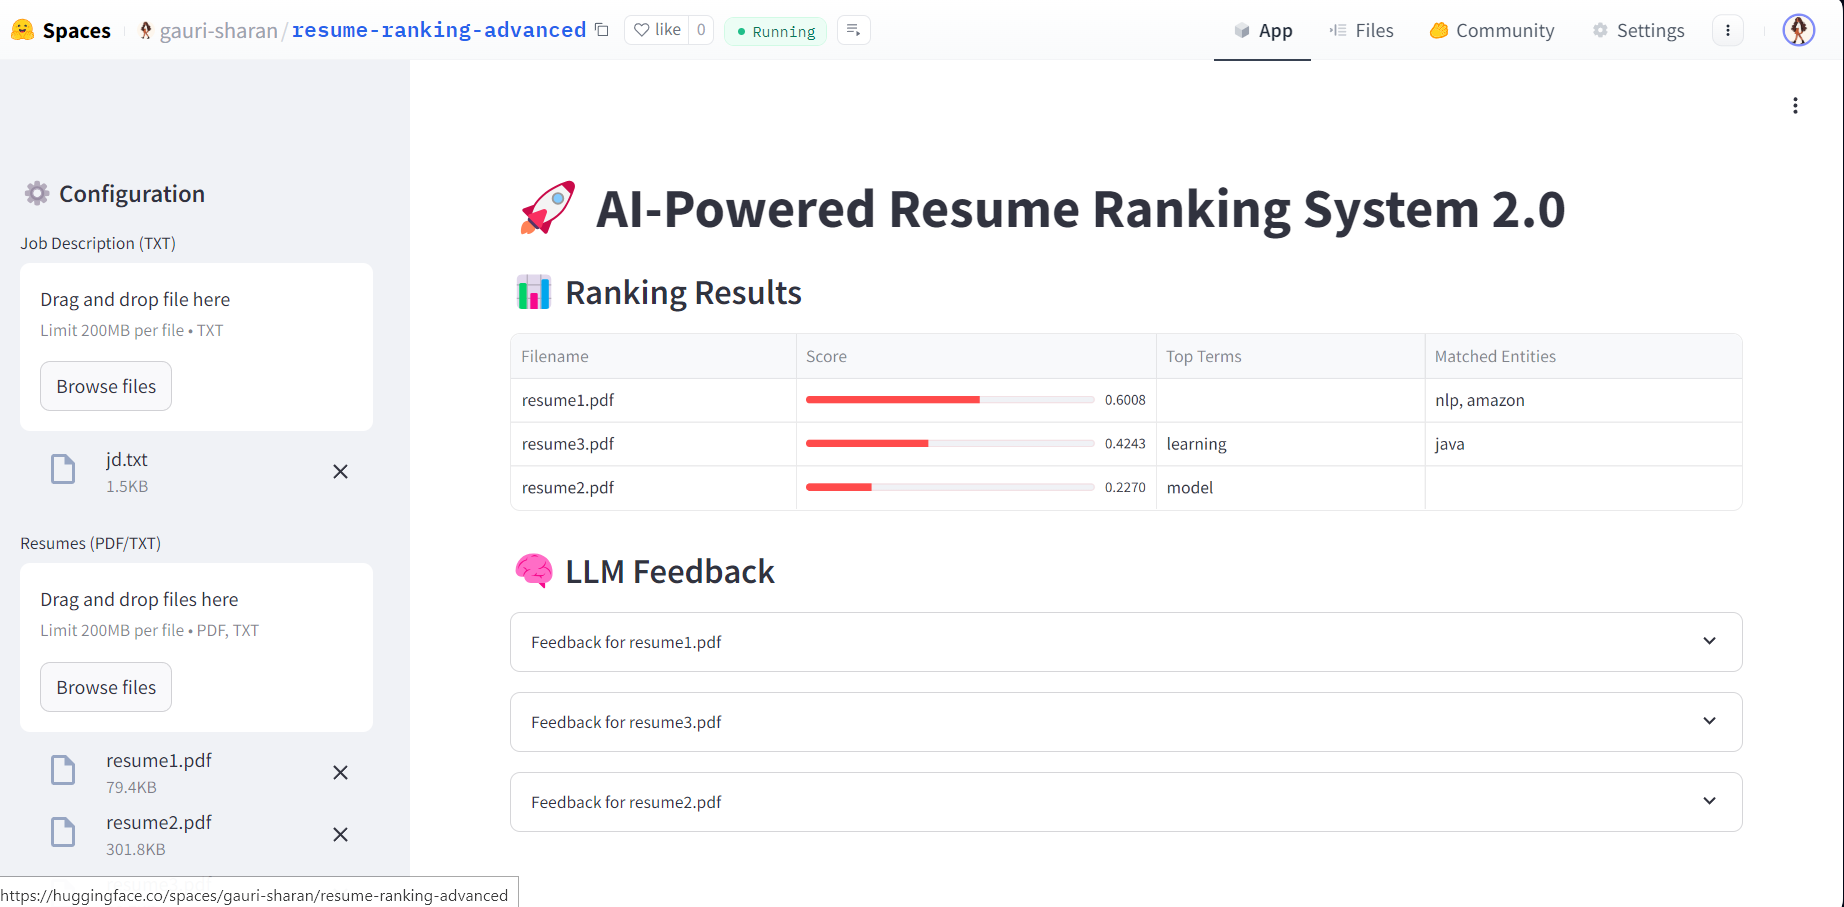 Spaces gauri-sharan/resume-ranking-advanced like 0 Running App Files Community Settings
Configuration
Job Description (TXT)
Drag and drop file here
Limit 200MB per file • TXT
Browse files
jd.txt
1.5KB
Resumes (PDF/TXT)
Drag and drop files here
Limit 200MB per file • PDF, TXT
Browse files
resume1.pdf
79.4KB
resume2.pdf
301.8KB
https://huggingface.co/spaces/gauri-sharan/resume-ranking-advanced
AI-Powered Resume Ranking System 2.0
Ranking Results
Filename Score Top Terms Matched Entities
resume1.pdf 0.6008 nlp, amazon
resume3.pdf 0.4243 learning java
resume2.pdf 0.2270 model
LLM Feedback
Feedback for resume1.pdf
Feedback for resume3.pdf
Feedback for resume2.pdf